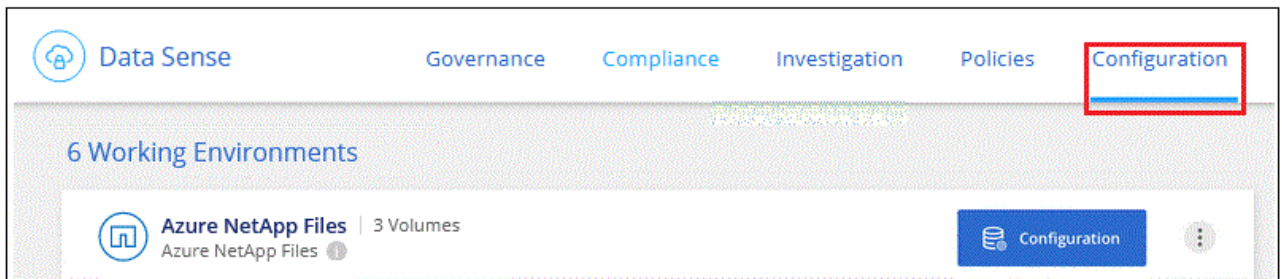 Data Sense Governance Compliance Investigation Policies Configuration
6 Working Environments
Azure NetApp Files | 3 Volumes
Azure NetApp Files
Configuration